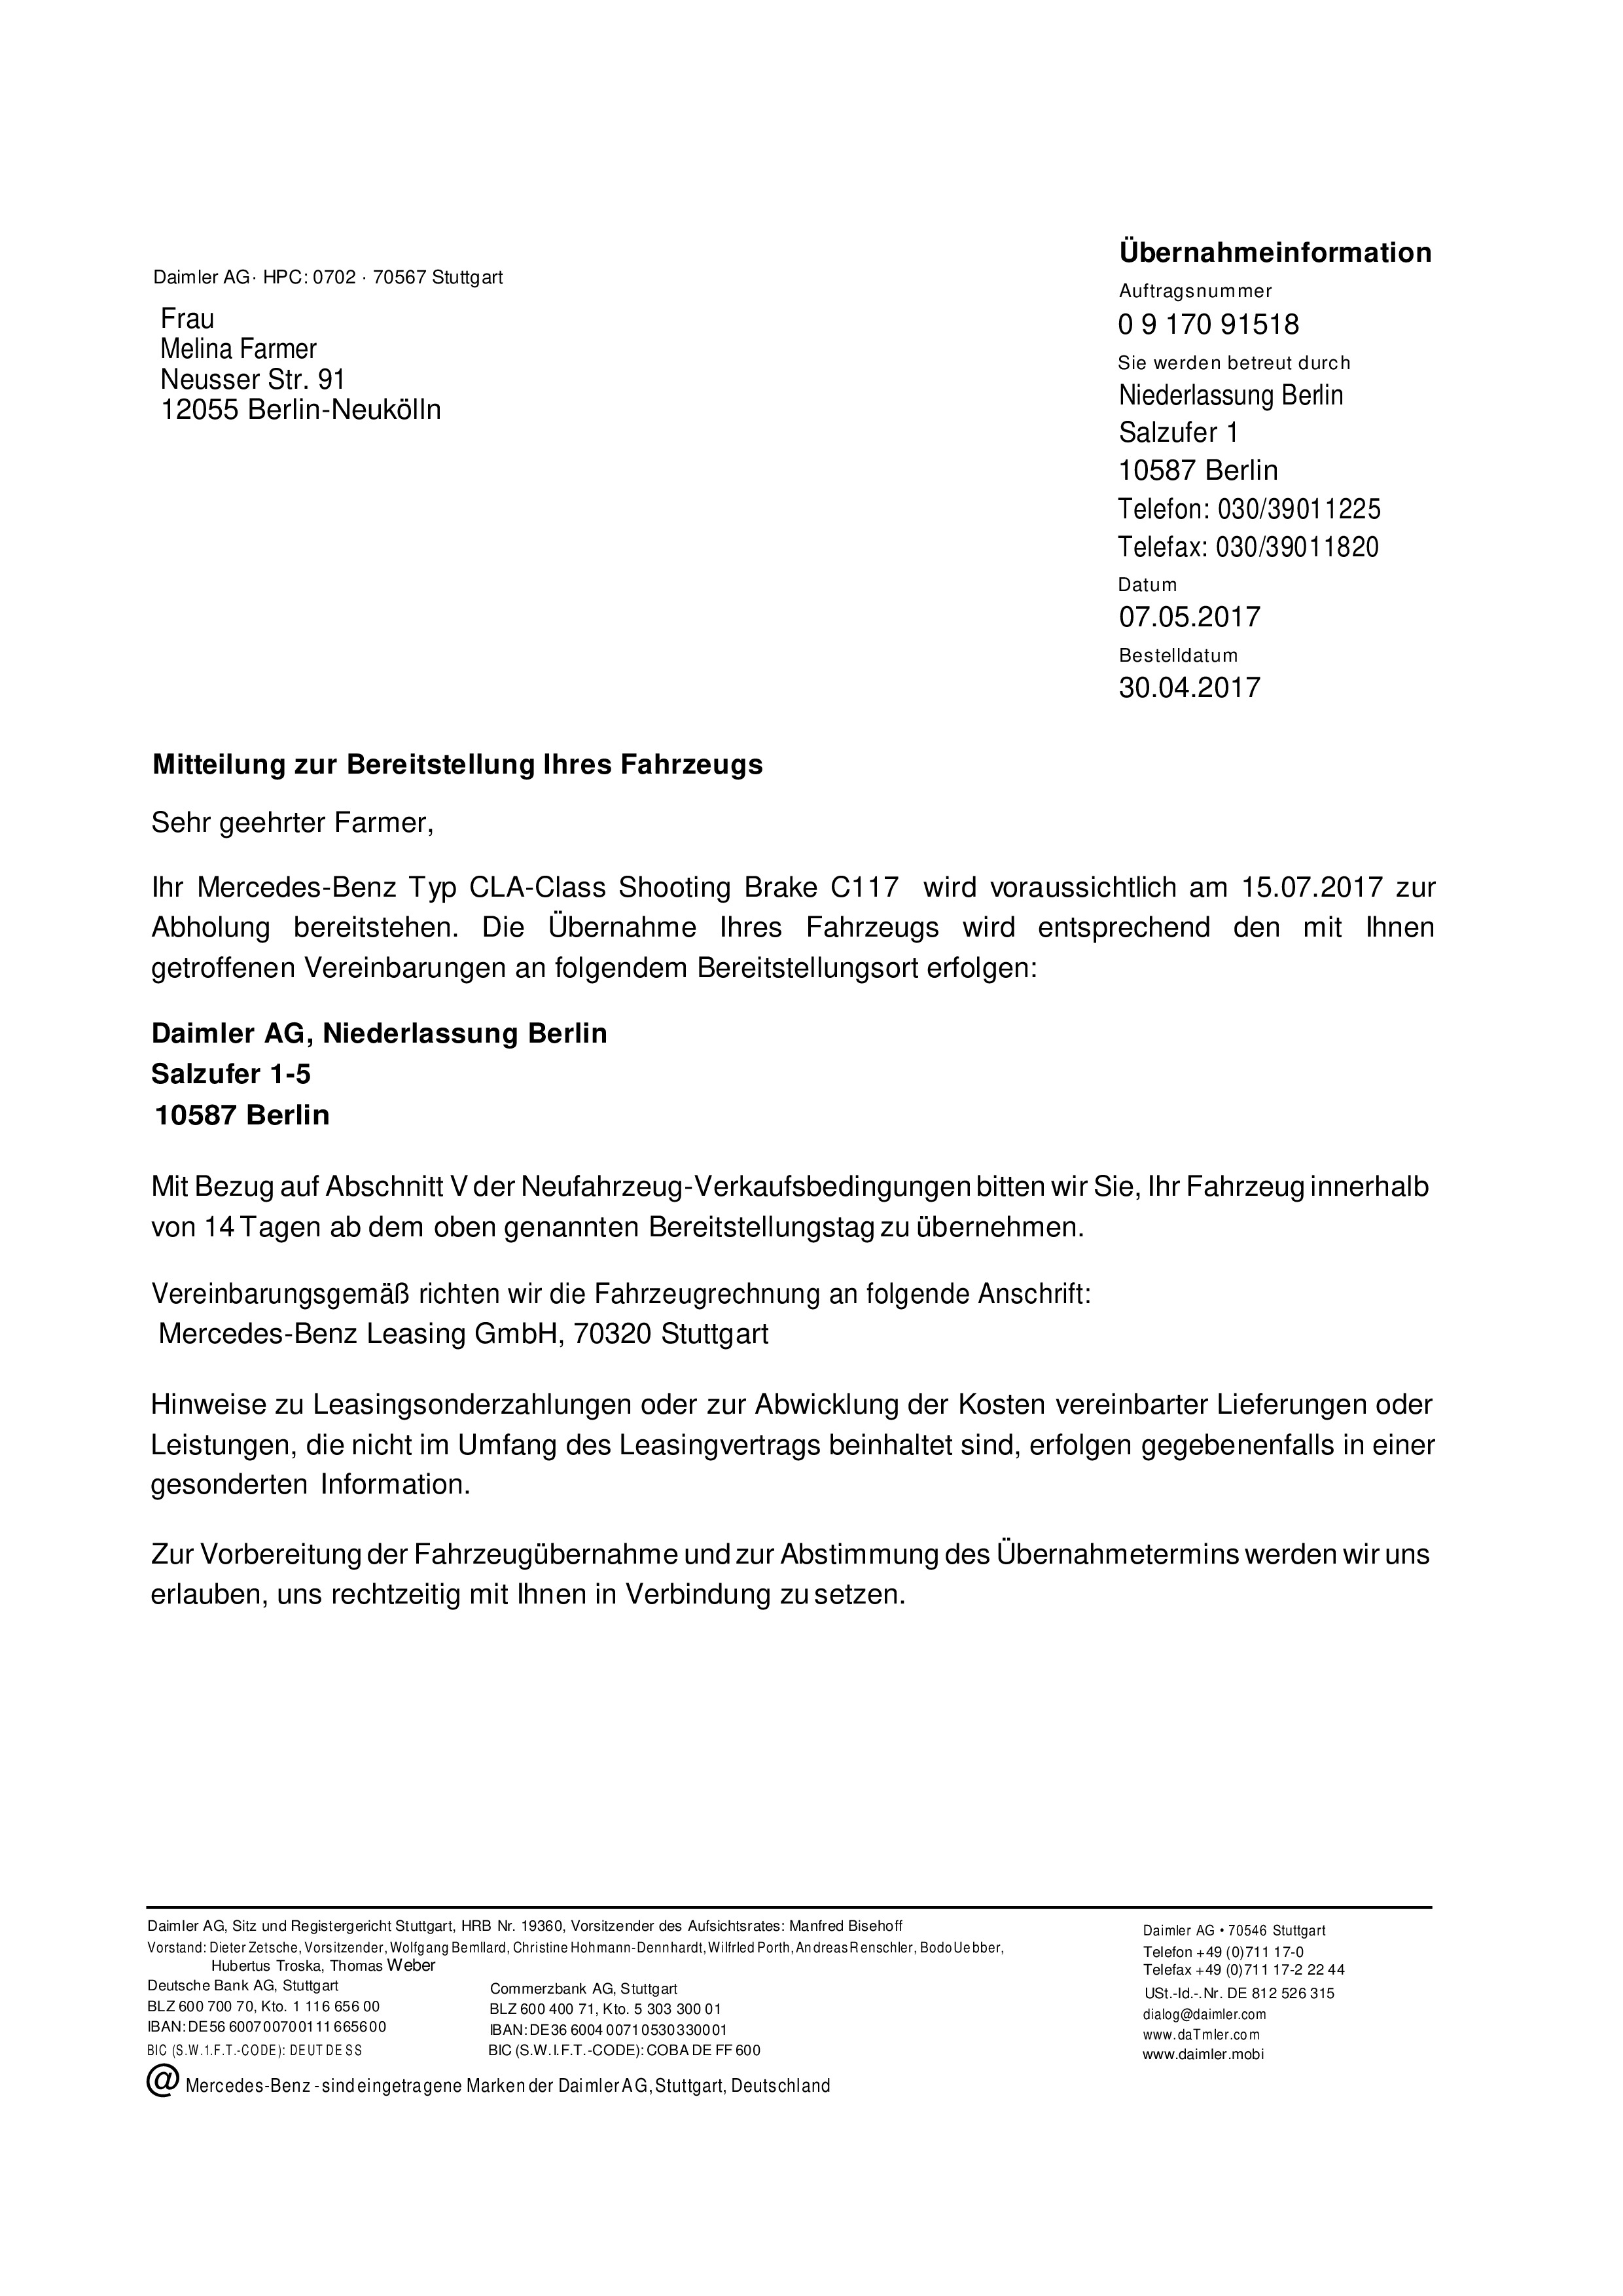 Übernahmeinformation
Daimler AG· HPC: 0702 · 70567 Stuttgart
Auftragsnummer
Frau
0 9 170 91518
Melina Farmer
Sie werden betreut durch
Neusser Str. 91
Niederlassung Berlin
12055 Berlin-Neukölln
Salzufer 1
10587 Berlin
Telefon: 030/39011225
Telefax: 030/39011820
Datum
07.05.2017
Bestelldatum
30.04.2017
Mitteilung zur Bereitstellung Ihres Fahrzeugs
Sehr geehrter Farmer,
Ihr Mercedes-Benz Typ CLA-Class Shooting Brake C117 wird voraussichtlich am 15.07.2017 zur
Abholung bereitstehen. Die Übernahme Ihres Fahrzeugs wird entsprechend den mit Ihnen
getroffenen Vereinbarungen an folgendem Bereitstellungsort erfolgen:
Daimler AG, Niederlassung Berlin
Salzufer 1-5
10587 Berlin
Mit Bezug auf Abschnitt V der Neufahrzeug-Verkaufsbedingungen bitten wir Sie, Ihr Fahrzeug innerhalb
von 14 Tagen ab dem oben genannten Bereitstellungstag zu übernehmen.
Vereinbarungsgemäß richten wir die Fahrzeugrechnung an folgende Anschrift:
Mercedes-Benz Leasing GmbH, 70320 Stuttgart
Hinweise zu Leasingsonderzahlungen oder zur Abwicklung der Kosten vereinbarter Lieferungen oder
Leistungen, die nicht im Umfang des Leasingvertrags beinhaltet sind, erfolgen gegebenenfalls in einer
gesonderten Information.
Zur Vorbereitung der Fahrzeugübernahme und zur Abstimmung des Übernahmetermins werden wir uns
erlauben, uns rechtzeitig mit Ihnen in Verbindung zu setzen.
Daimler AG, Sitz und Registergericht Stuttgart, HRB Nr. 19360, Vorsitzender des Aufsichtsrates: Manfred Bisehoff
Vorstand: Dieter Zetsche, Vorsitzender, Wolfgang Bemllard, Christine Hohmann-Dennhardt, Wilfrled Porth, Andreas Renschler, Bodo Uebber,
Hubertus Troska, Thomas Weber
Deutsche Bank AG, Stuttgart
BLZ 600 700 70, Kto. 1 116 656 00
IBAN: DE56 6007 0070 0111 6656 00
BIC (S.W.1.F.T.-CODE): DEUT DE SS
Commerzbank AG, Stuttgart
BLZ 600 400 71, Kto. 5 303 300 01
IBAN: DE36 6004 0071 0530 3300 01
BIC (S.W.I.F.T.-CODE): COBA DE FF 600
Daimler AG • 70546 Stuttgart
Telefon +49 (0)711 17-0
Telefax +49 (0)711 17-2 22 44
USt.-Id.-.Nr. DE 812 526 315
dialog@daimler.com
www.daTmler.com
www.daimler.mobi
@ Mercedes-Benz - sind eingetragene Marken der Daimler AG, Stuttgart, Deutschland